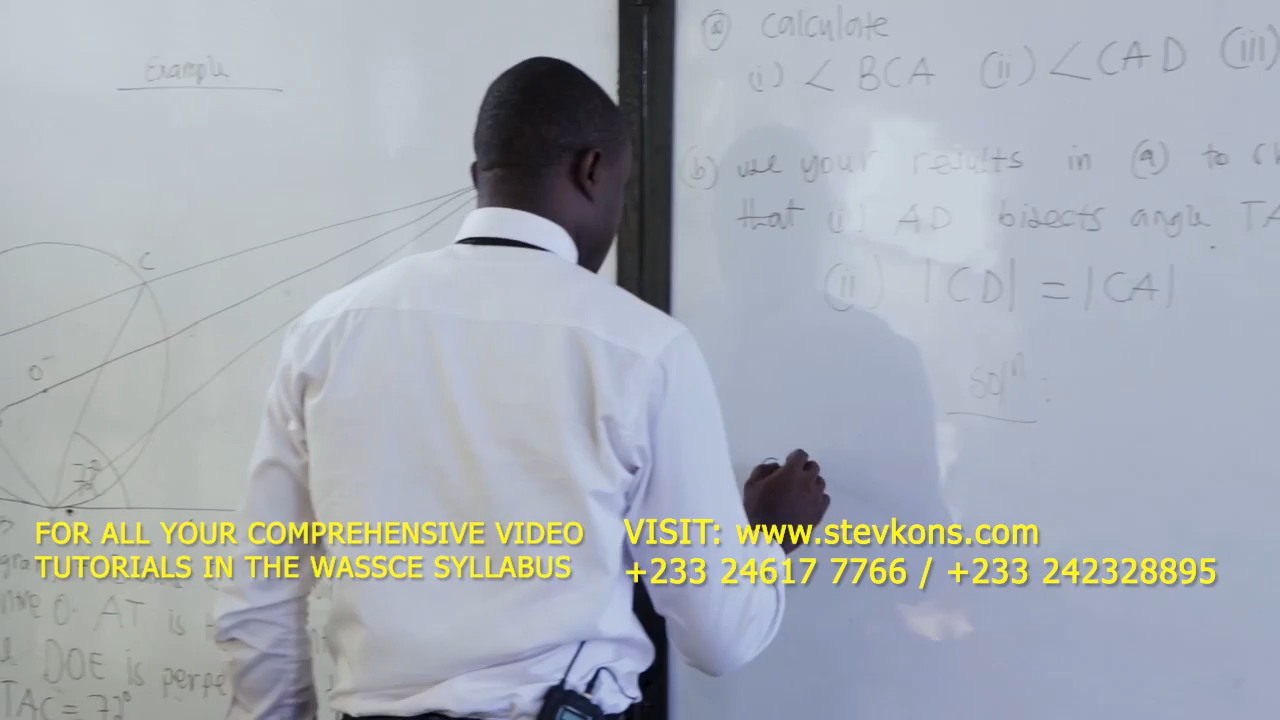 Example
C
O
72°
centre O. AT is
DOE is perpe
TAC = 72°
(a) Calculate
(i) < BCA (ii) < CAD (iii)
(b) use your results in (a) to
that (i) AD bisects angle TA
(ii) |CD| = |CA|
Solⁿ:
FOR ALL YOUR COMPREHENSIVE VIDEO
TUTORIALS IN THE WASSCE SYLLABUS
VISIT: www.stevkons.com
+233 24617 7766 / +233 242328895